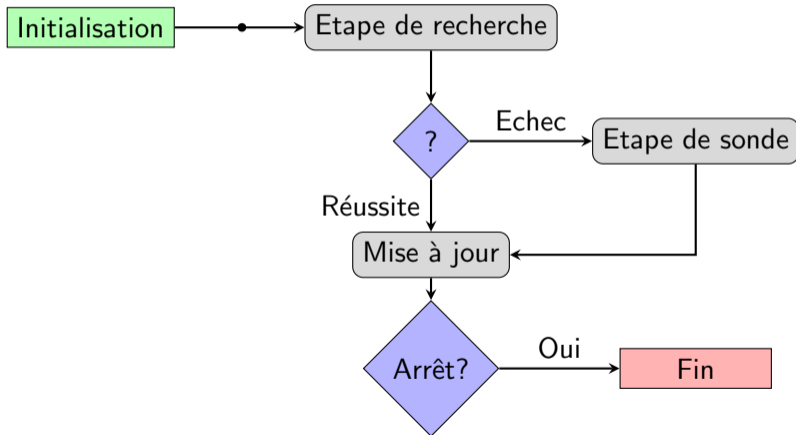 Initialisation
Etape de recherche
?
Echec
Etape de sonde
Réussite
Mise à jour
Arrêt?
Oui
Fin